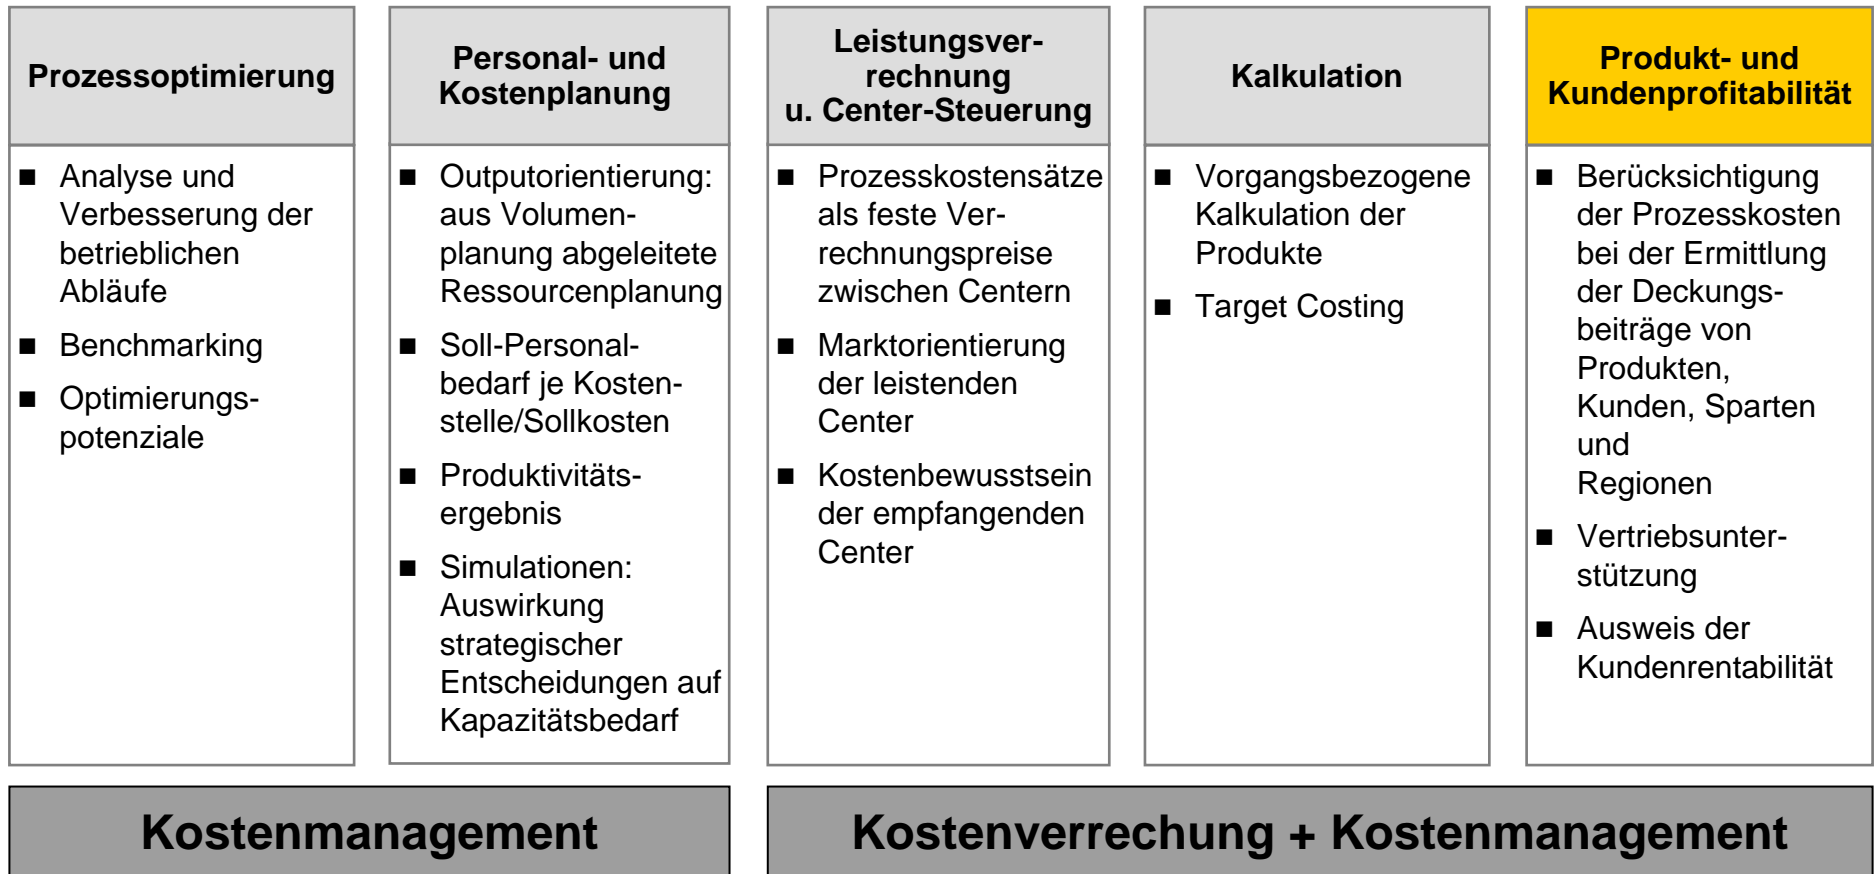 Prozessoptimierung
■ Analyse und
Verbesserung der
betrieblichen
Abläufe
■ Benchmarking
■ Optimierungs-
potenziale
Personal- und
Kostenplanung
■ Outputorientierung:
aus Volumen-
planung abgeleitete
Ressourcenplanung
■ Soll-Personal-
bedarf je Kosten-
stelle/Sollkosten
■ Produktivitäts-
ergebnis
■ Simulationen:
Auswirkung
strategischer
Entscheidungen auf
Kapazitätsbedarf
Leistungsver-
rechnung
u. Center-Steuerung
■ Prozesskostensätze
als feste Ver-
rechnungspreise
zwischen Centern
■ Marktorientierung
der leistenden
Center
■ Kostenbewusstsein
der empfangenden
Center
Kalkulation
■ Vorgangsbezogene
Kalkulation der
Produkte
■ Target Costing
Produkt- und
Kundenprofitabilität
■ Berücksichtigung
der Prozesskosten
bei der Ermittlung
der Deckungs-
beiträge von
Produkten,
Kunden, Sparten
und
Regionen
■ Vertriebsunter-
stützung
■ Ausweis der
Kundenrentabilität
Kostenmanagement
Kostenverrechung + Kostenmanagement